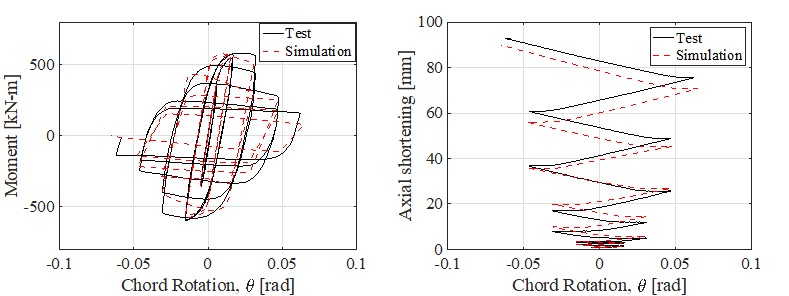 Test
Simulation
500
0
-500
-0.1
-0.05
0
0.05
0.1
Moment [kN-m]
Chord Rotation, θ [rad]
Test
Simulation
100
80
60
40
20
0
-0.1
-0.05
0
0.05
0.1
Axial shortening [mm]
Chord Rotation, θ [rad]